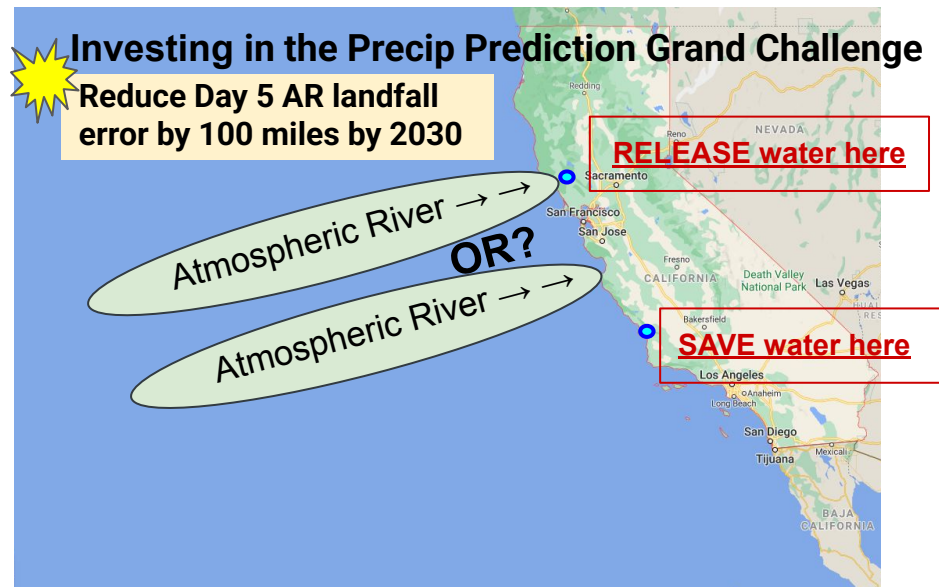 Investing in the Precip Prediction Grand Challenge
Reduce Day 5 AR landfall
error by 100 miles by 2030
Redding
Reno
NEVADA
RELEASE water here
Sacramento
Atmospheric River → →
San Francisco
San Jose
OR?
Fresno
CALIFORNIA
Death Valley
National Park
Las Vegas
Atmospheric River → →
Bakersfield
SAVE water here
Los Angeles
Anaheim
Long Beach
San Diego
Tijuana
Mexicali
BAJA
CALIFORNIA